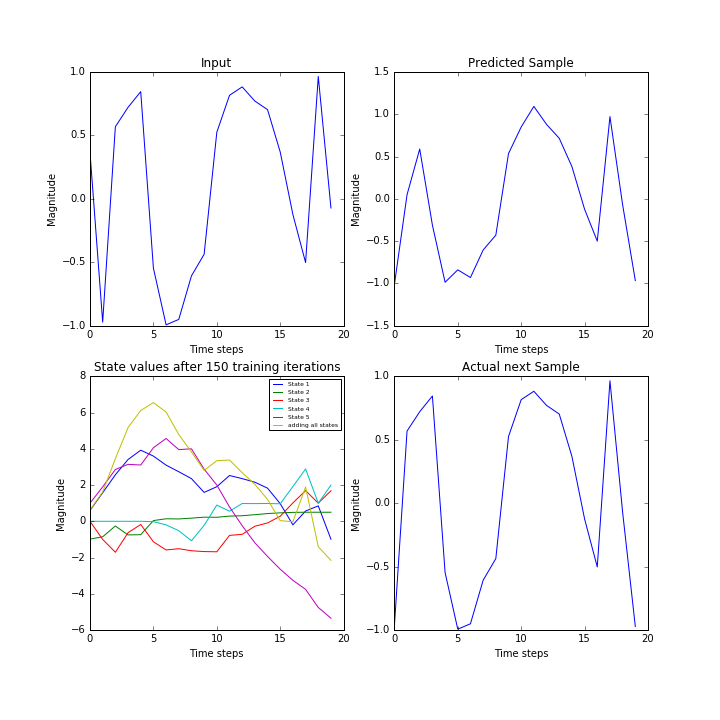 Input
1.0
0.5
0.0
−0.5
−1.0
Magnitude
0 5 10 15 20
Time steps
Predicted Sample
1.5
1.0
0.5
0.0
−0.5
−1.0
−1.5
Magnitude
0 5 10 15 20
Time steps
State values after 150 training iterations
8
6
4
2
0
−2
−4
−6
Magnitude
State 1
State 2
State 3
State 4
State 5
adding all states
0 5 10 15 20
Time steps
Actual next Sample
1.0
0.5
0.0
−0.5
−1.0
Magnitude
0 5 10 15 20
Time steps